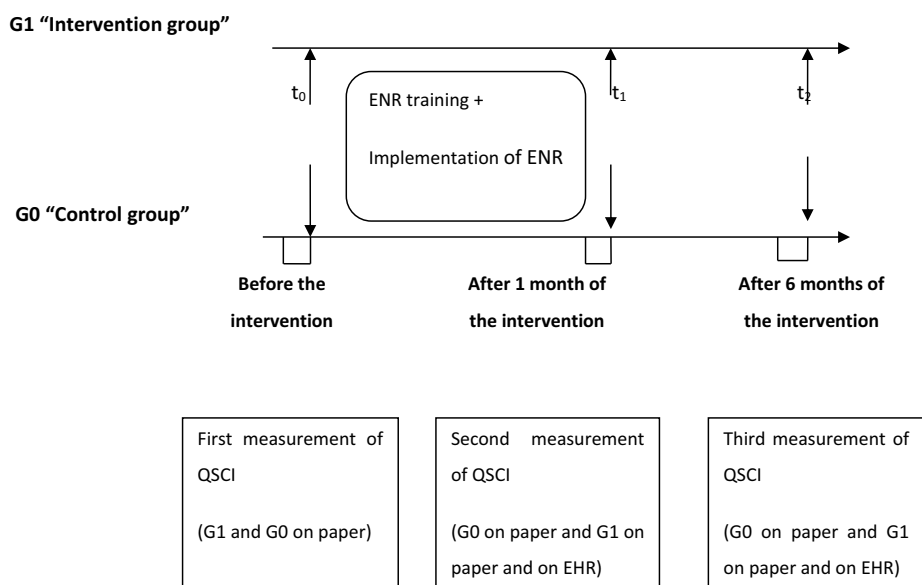 G1 “Intervention group”
t0
ENR training +
t1
t2
Implementation of ENR
G0 “Control group”
Before the
intervention
After 1 month of
the intervention
After 6 months of
the intervention
First measurement of
QSCI
(G1 and G0 on paper)
Second measurement
of QSCI
(G0 on paper and G1 on
paper and on EHR)
Third measurement of
QSCI
(G0 on paper and G1
on paper and on EHR)